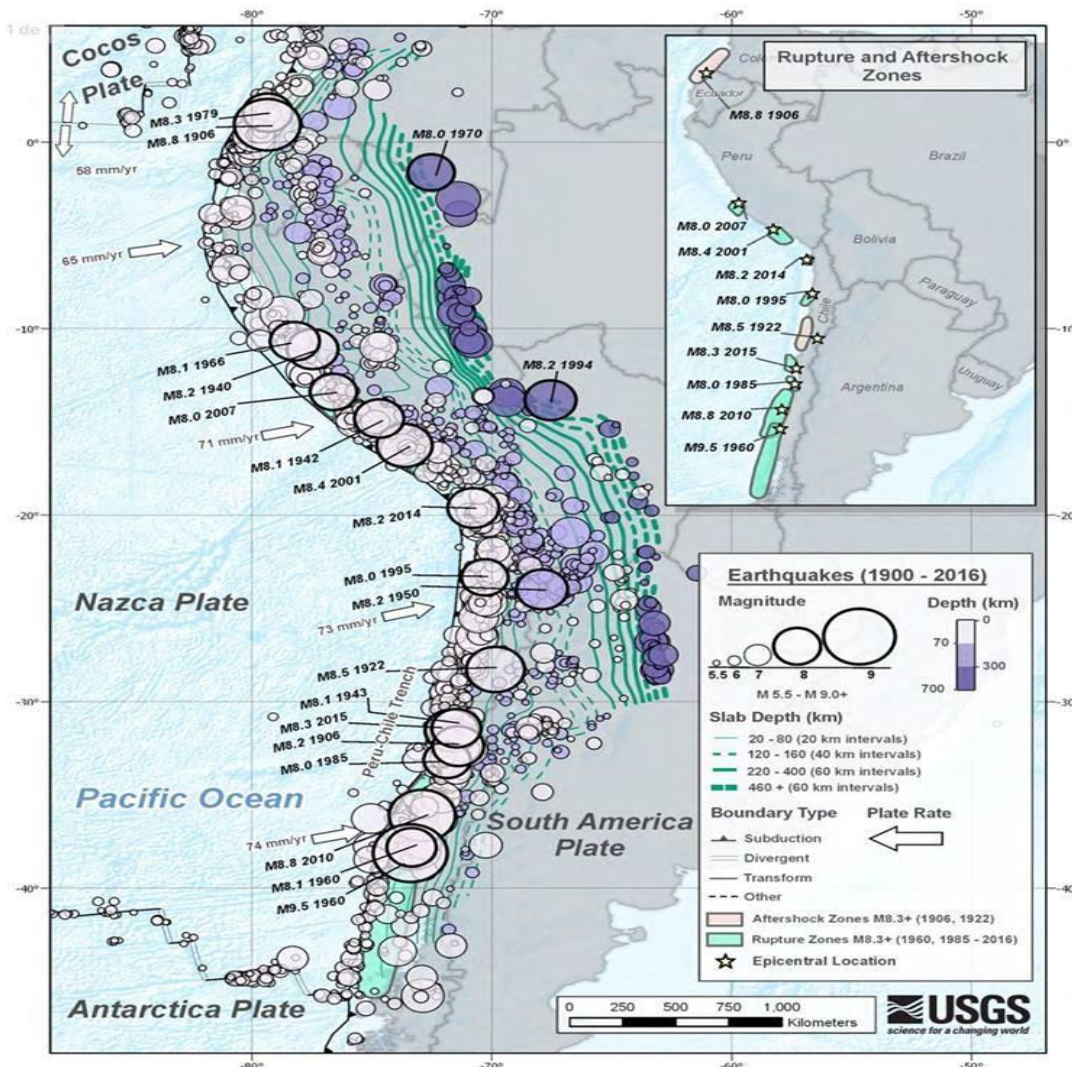 1 de
-80°
-70°
-60°
-50°
Cocos
Plate
M8.3 1979
M8.8 1906
58 mm/yr
0°
M8.0 1970
65 mm/yr
-10°
M8.1 1966
M8.2 1940
M8.0 2007
M8.2 1994
71 mm/yr
M8.1 1942
M8.4 2001
M8.2 2014
-20°
M8.0 1995
M8.2 1950
Nazca Plate
73 mm/yr
M8.5 1922
-30°
M8.1 1943
M8.3 2015
M8.2 1906
M8.0 1985
Peru-Chile Trench
Pacific Ocean
South America
Plate
74 mm/yr
M8.8 2010
M8.1 1960
M9.5 1960
-40°
Antarctica Plate
-80°
-70°
-60°
-50°
Rupture and Aftershock
Zones
Ecuador
M8.8 1906
Peru
Brazil
M8.0 2007
M8.4 2001
Bolivia
M8.2 2014
Paraguay
M8.0 1995
Chile
M8.5 1922
M8.3 2015
Argentina
Uruguay
M8.0 1985
M8.8 2010
M9.5 1960
0°
-10°
-20°
-30°
-40°
Earthquakes (1900 - 2016)
Magnitude
5.5 6 7 8 9
M 5.5 - M 9.0+
Depth (km)
0
70
300
700
Slab Depth (km)
20 - 80 (20 km intervals)
120 - 160 (40 km intervals)
220 - 400 (60 km intervals)
460 + (60 km intervals)
Boundary Type Plate Rate
Subduction
Divergent
Transform
Other
Aftershock Zones M8.3+ (1906, 1922)
Rupture Zones M8.3+ (1960, 1985 - 2016)
Epicentral Location
0 250 500 750 1,000
Kilometers
USGS
science for a changing world